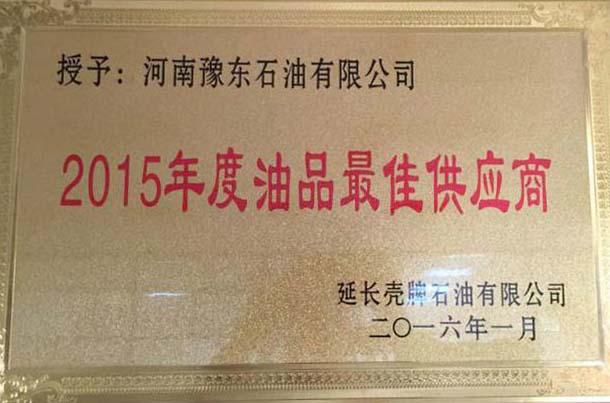 授予：河南豫东石油有限公司
2015年度油品最佳供应商
延长壳牌石油有限公司
二〇一六年一月